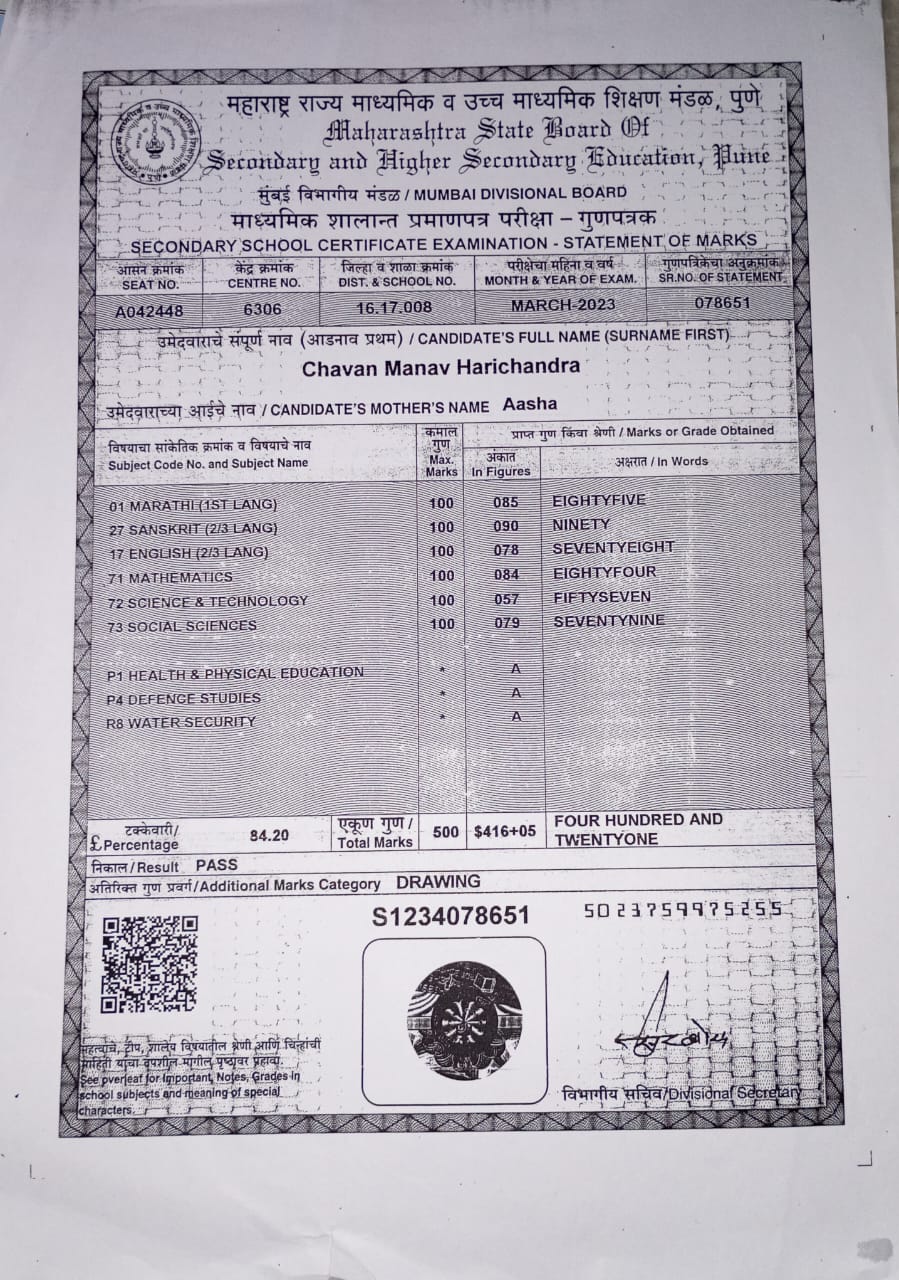 महाराष्ट्र राज्य माध्यमिक व उच्च माध्यमिक शिक्षण मंडळ, पुणे
Maharashtra State Board Of
Secondary and Higher Secondary Education, Pune
मुंबई विभागीय मंडळ / MUMBAI DIVISIONAL BOARD
माध्यमिक शालान्त प्रमाणपत्र परीक्षा – गुणपत्रक
SECONDARY SCHOOL CERTIFICATE EXAMINATION - STATEMENT OF MARKS
आसन क्रमांक केंद्र क्रमांक जिल्हा व शाळा क्रमांक परीक्षेचा महिना व वर्ष गुणपत्रिकेचा अनुक्रमांक
SEAT NO. CENTRE NO. DIST. & SCHOOL NO. MONTH & YEAR OF EXAM. SR.NO. OF STATEMENT
A042448 6306 16.17.008 MARCH-2023 078651
उमेदवाराचे संपूर्ण नाव (आडनाव प्रथम) / CANDIDATE'S FULL NAME (SURNAME FIRST)
Chavan Manav Harichandra
उमेदवाराच्या आईचे नाव / CANDIDATE'S MOTHER'S NAME Aasha
विषयाचा सांकेतिक क्रमांक व विषयाचे नाव
Subject Code No. and Subject Name
कमाल
गुण
Max.
Marks
प्राप्त गुण किंवा श्रेणी / Marks or Grade Obtained
अंकात
In Figures
अक्षरात / In Words
01 MARATHI (1ST LANG) 100 085 EIGHTYFIVE
27 SANSKRIT (2/3 LANG) 100 090 NINETY
17 ENGLISH (2/3 LANG) 100 078 SEVENTYEIGHT
71 MATHEMATICS 100 084 EIGHTYFOUR
72 SCIENCE & TECHNOLOGY 100 057 FIFTYSEVEN
73 SOCIAL SCIENCES 100 079 SEVENTYNINE
P1 HEALTH & PHYSICAL EDUCATION * A
P4 DEFENCE STUDIES * A
R8 WATER SECURITY * A
टक्केवारी/
£Percentage 84.20
एकूण गुण /
Total Marks 500 $416+05
FOUR HUNDRED AND
TWENTYONE
निकाल/Result PASS
अतिरिक्त गुण प्रवर्ग/Additional Marks Category DRAWING
S1234078651
5023759975255
महत्वाचे, टीप, शालेय विषयातील श्रेणी आणि चिन्हांची
माहिती यांचा तपशील मागील पृष्ठावर पहावा.
See overleaf for Important, Notes, Grades in
school subjects and meaning of special
characters.
विभागीय सचिव/Divisional Secretary